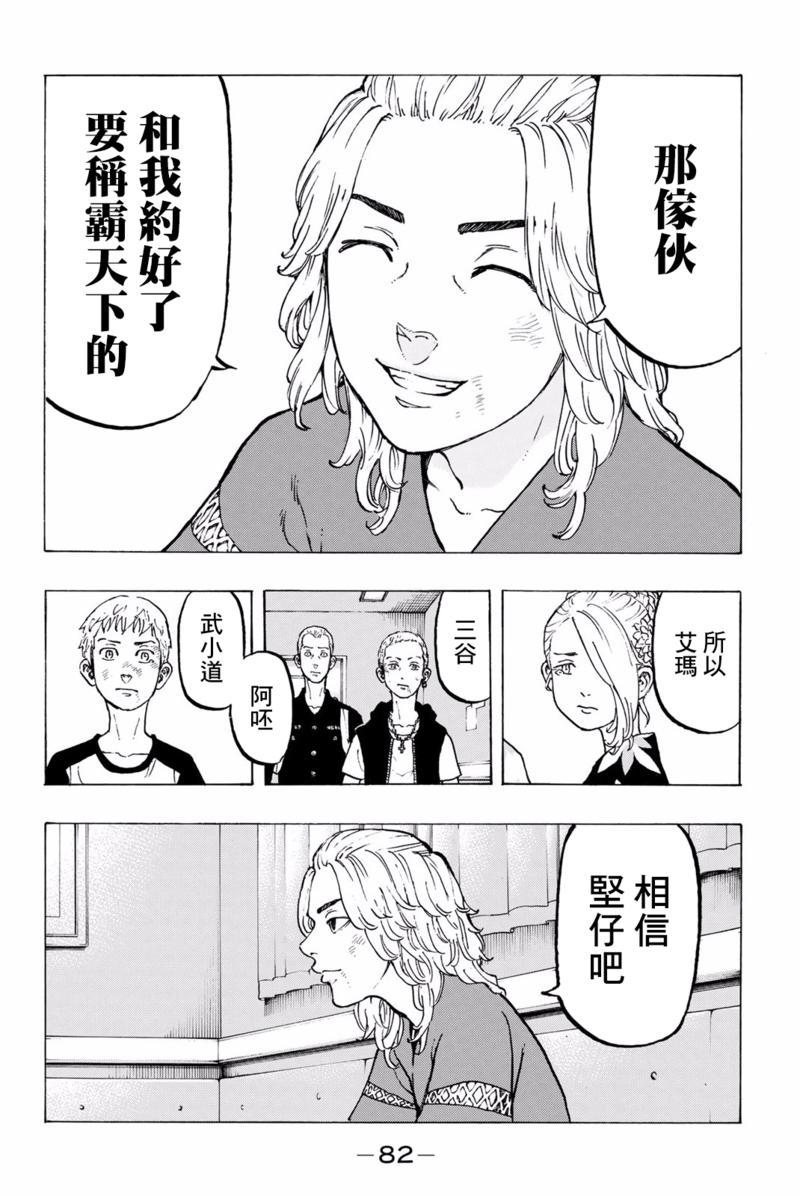 那傢伙
和我約好了
要稱霸天下的
所以
艾瑪
三谷
阿呸
武小道
相信
堅仔吧
—82—